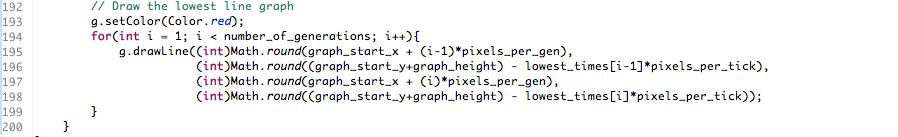 192         // Draw the lowest line graph
193         g.setColor(Color.red);
194         for(int i = 1; i < number_of_generations; i++){
195             g.drawLine((int)Math.round(graph_start_x + (i-1)*pixels_per_gen),
196                        (int)Math.round((graph_start_y+graph_height) - lowest_times[i-1]*pixels_per_tick),
197                        (int)Math.round(graph_start_x + (i)*pixels_per_gen),
198                        (int)Math.round((graph_start_y+graph_height) - lowest_times[i]*pixels_per_tick));
199         }
200     }